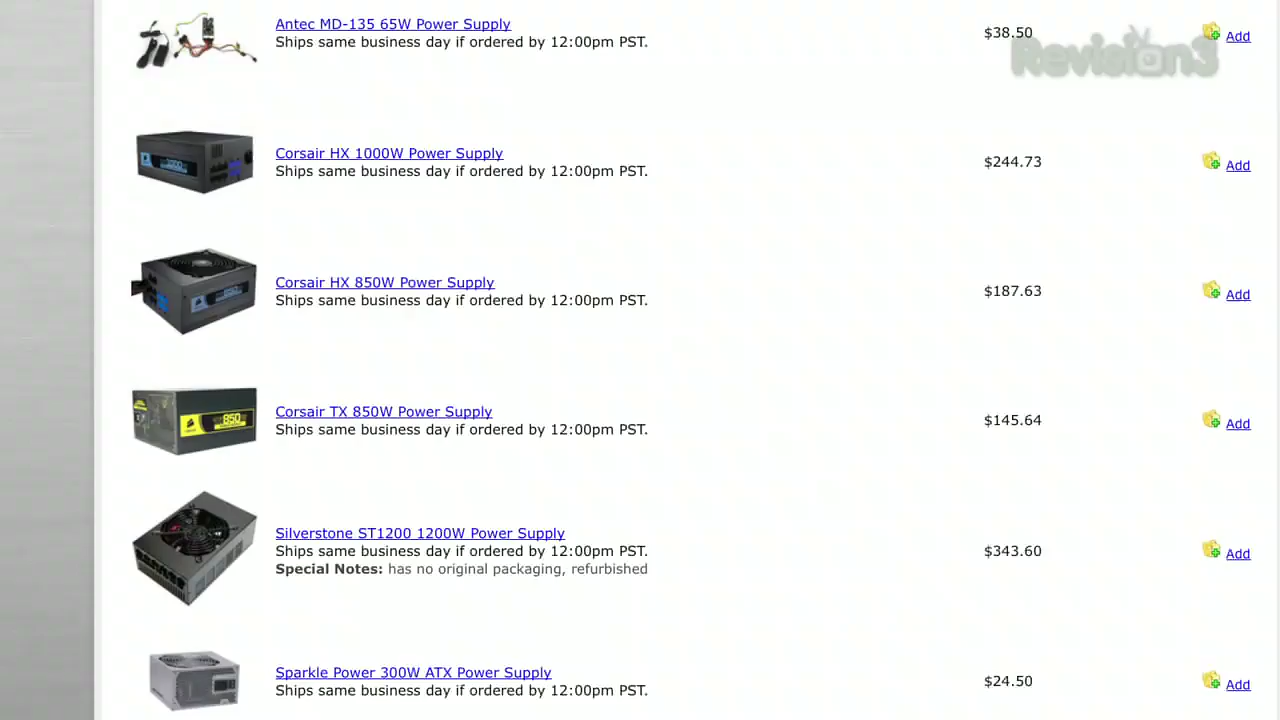 Antec MD-135 65W Power Supply
Ships same business day if ordered by 12:00pm PST.
$38.50
Add
Revision3
Corsair HX 1000W Power Supply
Ships same business day if ordered by 12:00pm PST.
$244.73
Add
Corsair HX 850W Power Supply
Ships same business day if ordered by 12:00pm PST.
$187.63
Add
850
Corsair TX 850W Power Supply
Ships same business day if ordered by 12:00pm PST.
$145.64
Add
Silverstone ST1200 1200W Power Supply
Ships same business day if ordered by 12:00pm PST.
Special Notes: has no original packaging, refurbished
$343.60
Add
Sparkle Power 300W ATX Power Supply
Ships same business day if ordered by 12:00pm PST.
$24.50
Add